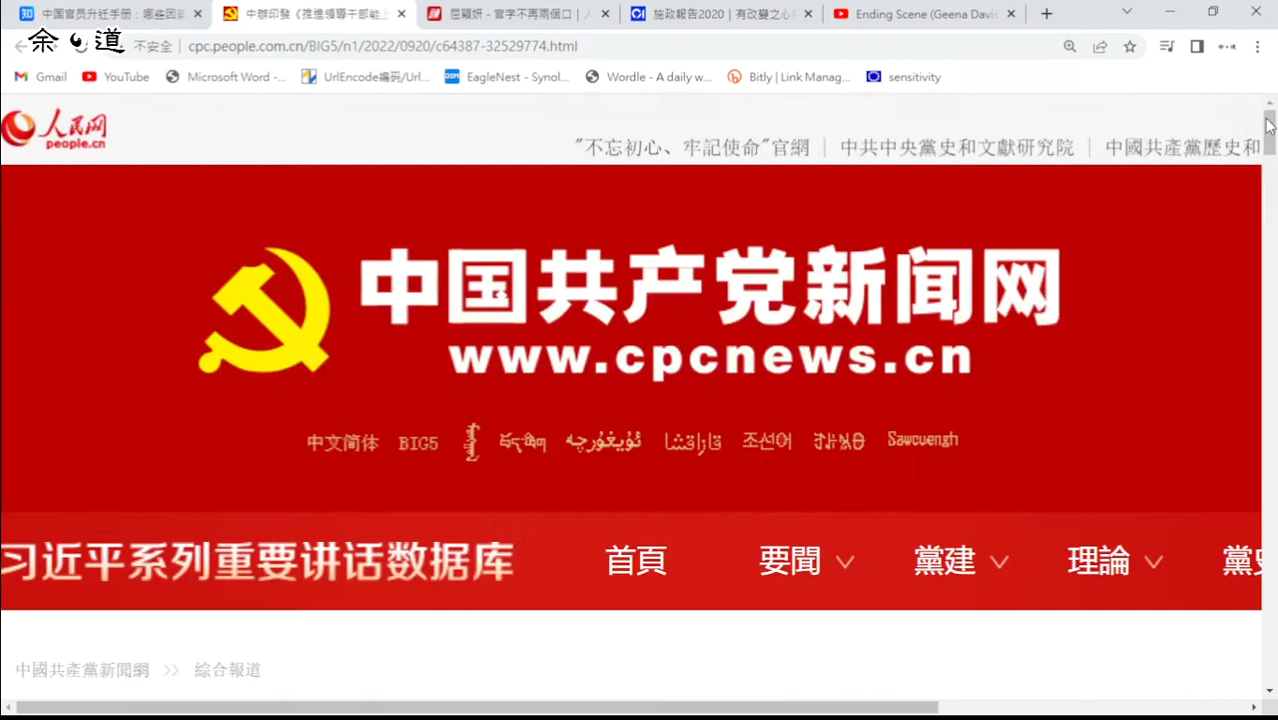 中国官员升迁手册：哪些因
中辦印發《推進領導干部能上
屈穎妍 - 官字不再兩個口 | 人
施政報告2020 | 有改變之心
Ending Scene (Geena Davis
余 道
不安全 | cpc.people.com.cn/BIG5/n1/2022/0920/c64387-32529774.html
Gmail
YouTube
Microsoft Word -...
UrlEncode编码/Url...
EagleNest - Synol...
Wordle - A daily w...
Bitly | Link Manag...
sensitivity
人民网
people.cn
"不忘初心、牢記使命"官網 | 中共中央黨史和文獻研究院 | 中國共產黨歷史和
中国共产党新闻网
www.cpcnews.cn
中文简体 BIG5 ئۇيغۇرچە قازاقشا 조선어 Sawcuengh
习近平系列重要讲话数据库 首頁 要聞 黨建 理論 黨史
中國共產黨新聞網 >> 綜合報道